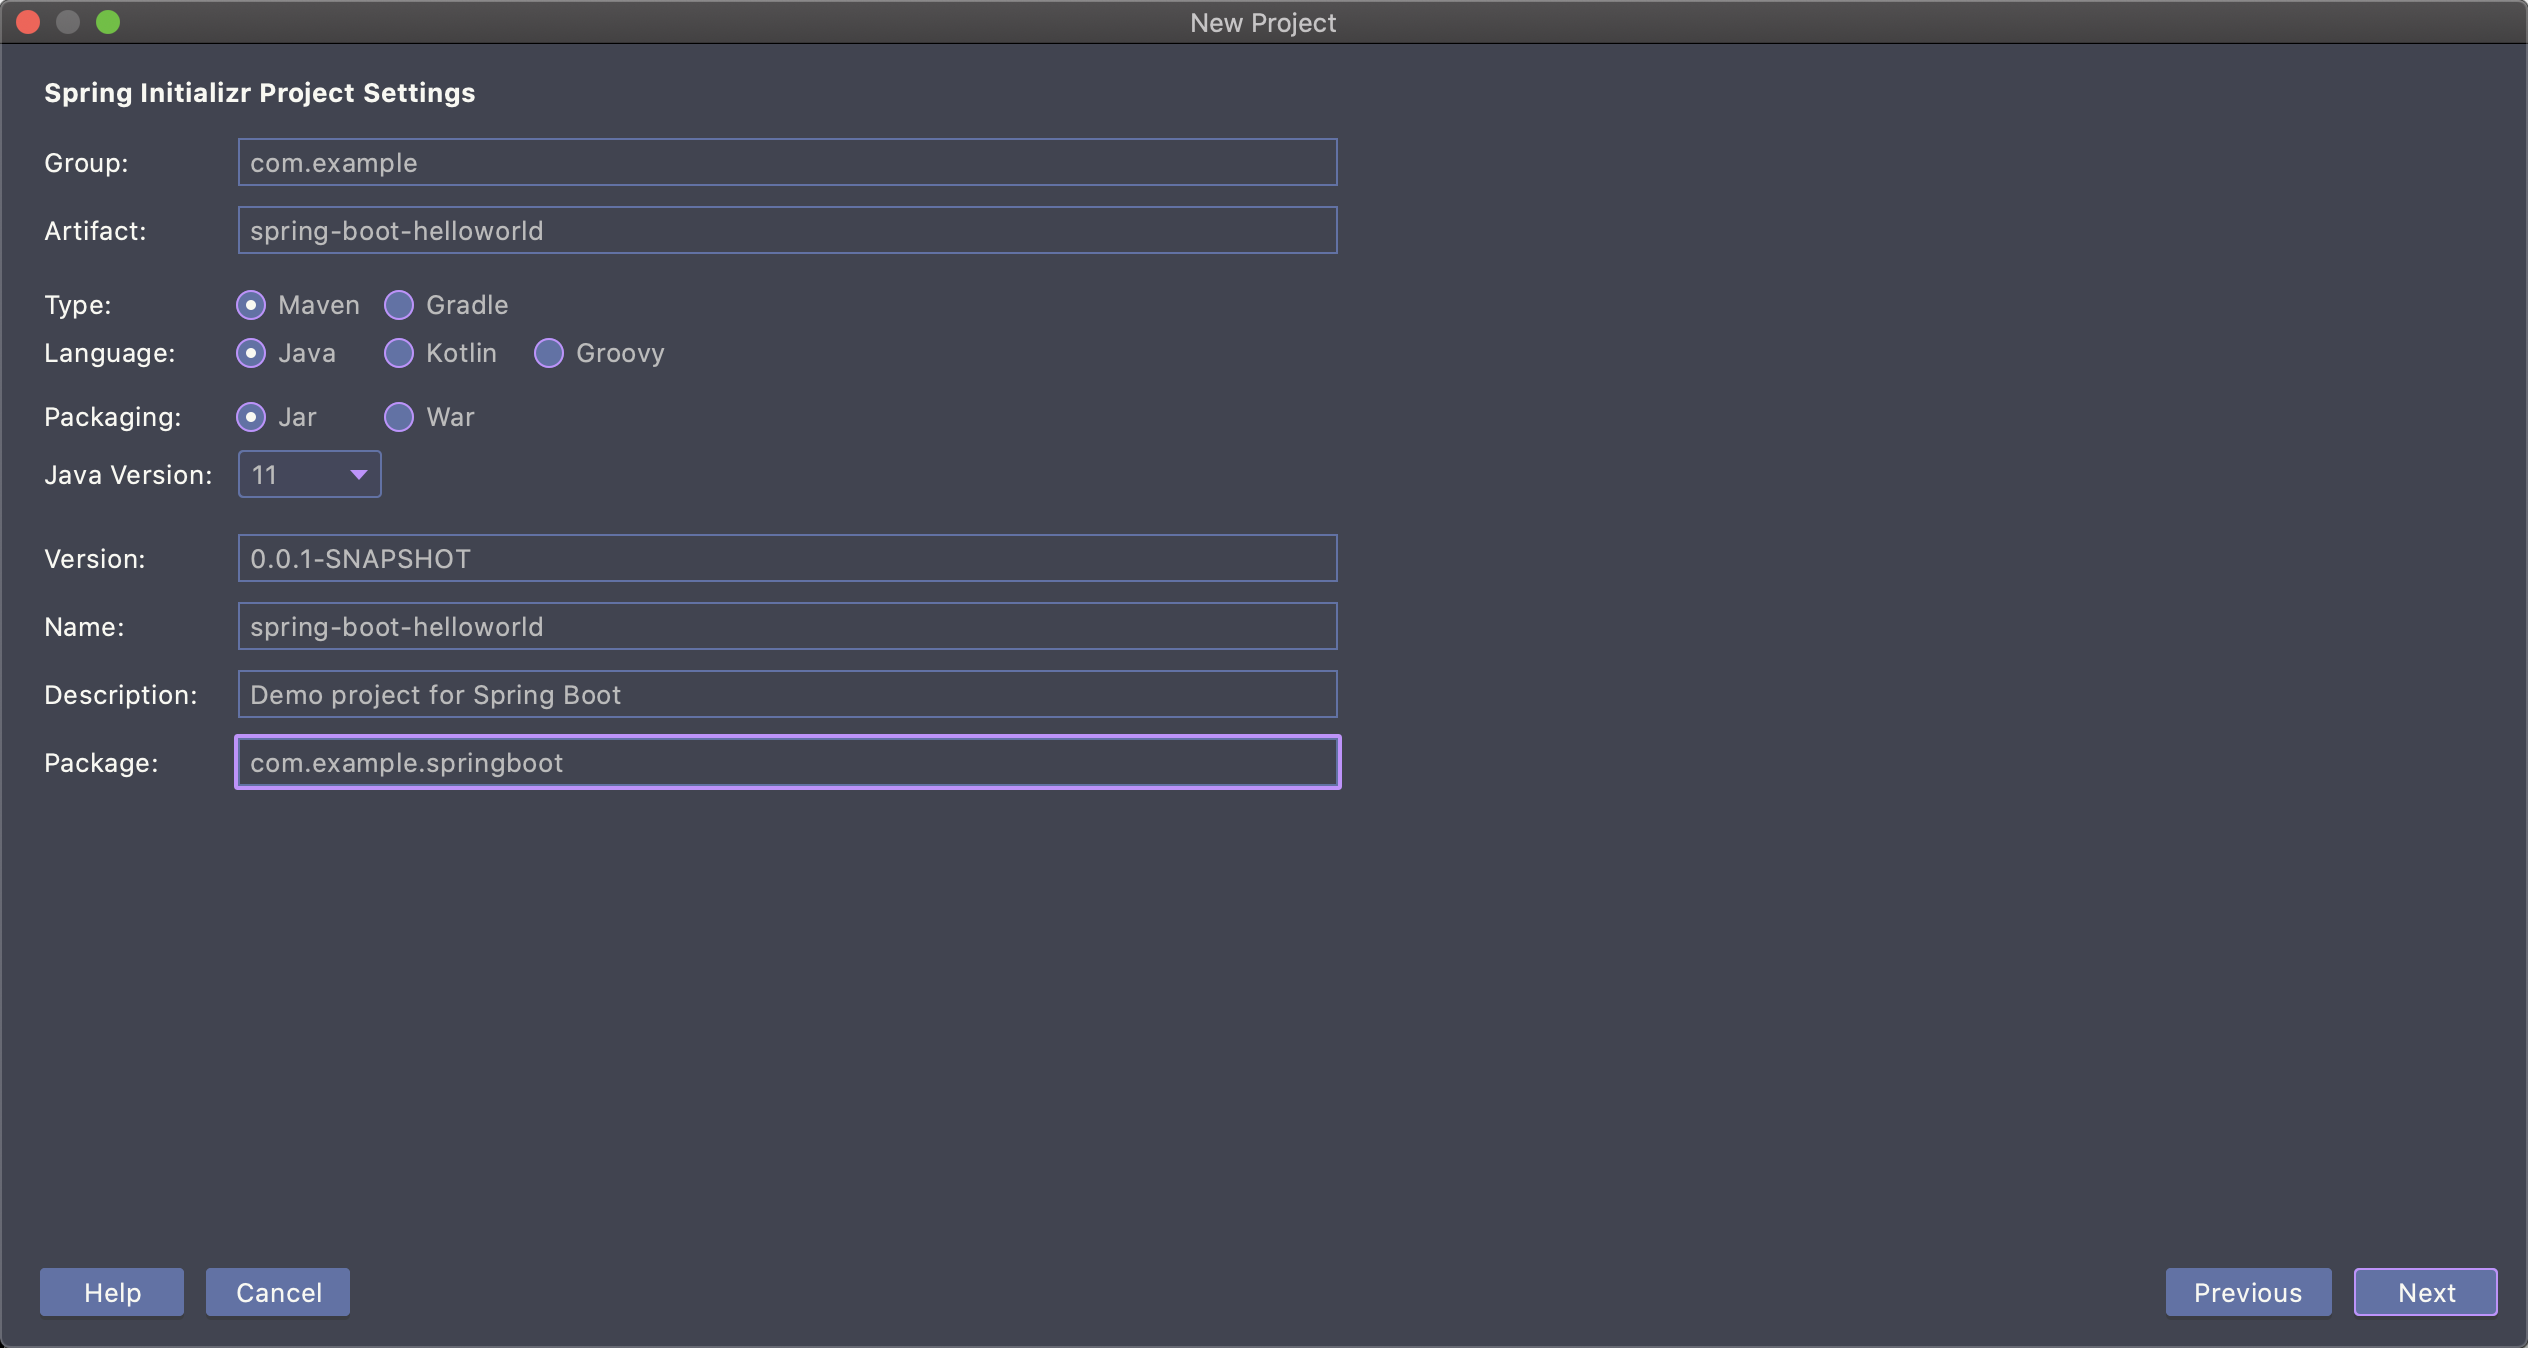 New Project
Spring Initializr Project Settings
Group: com.example
Artifact: spring-boot-helloworld
Type: Maven Gradle
Language: Java Kotlin Groovy
Packaging: Jar War
Java Version: 11
Version: 0.0.1-SNAPSHOT
Name: spring-boot-helloworld
Description: Demo project for Spring Boot
Package: com.example.springboot
Help Cancel Previous Next